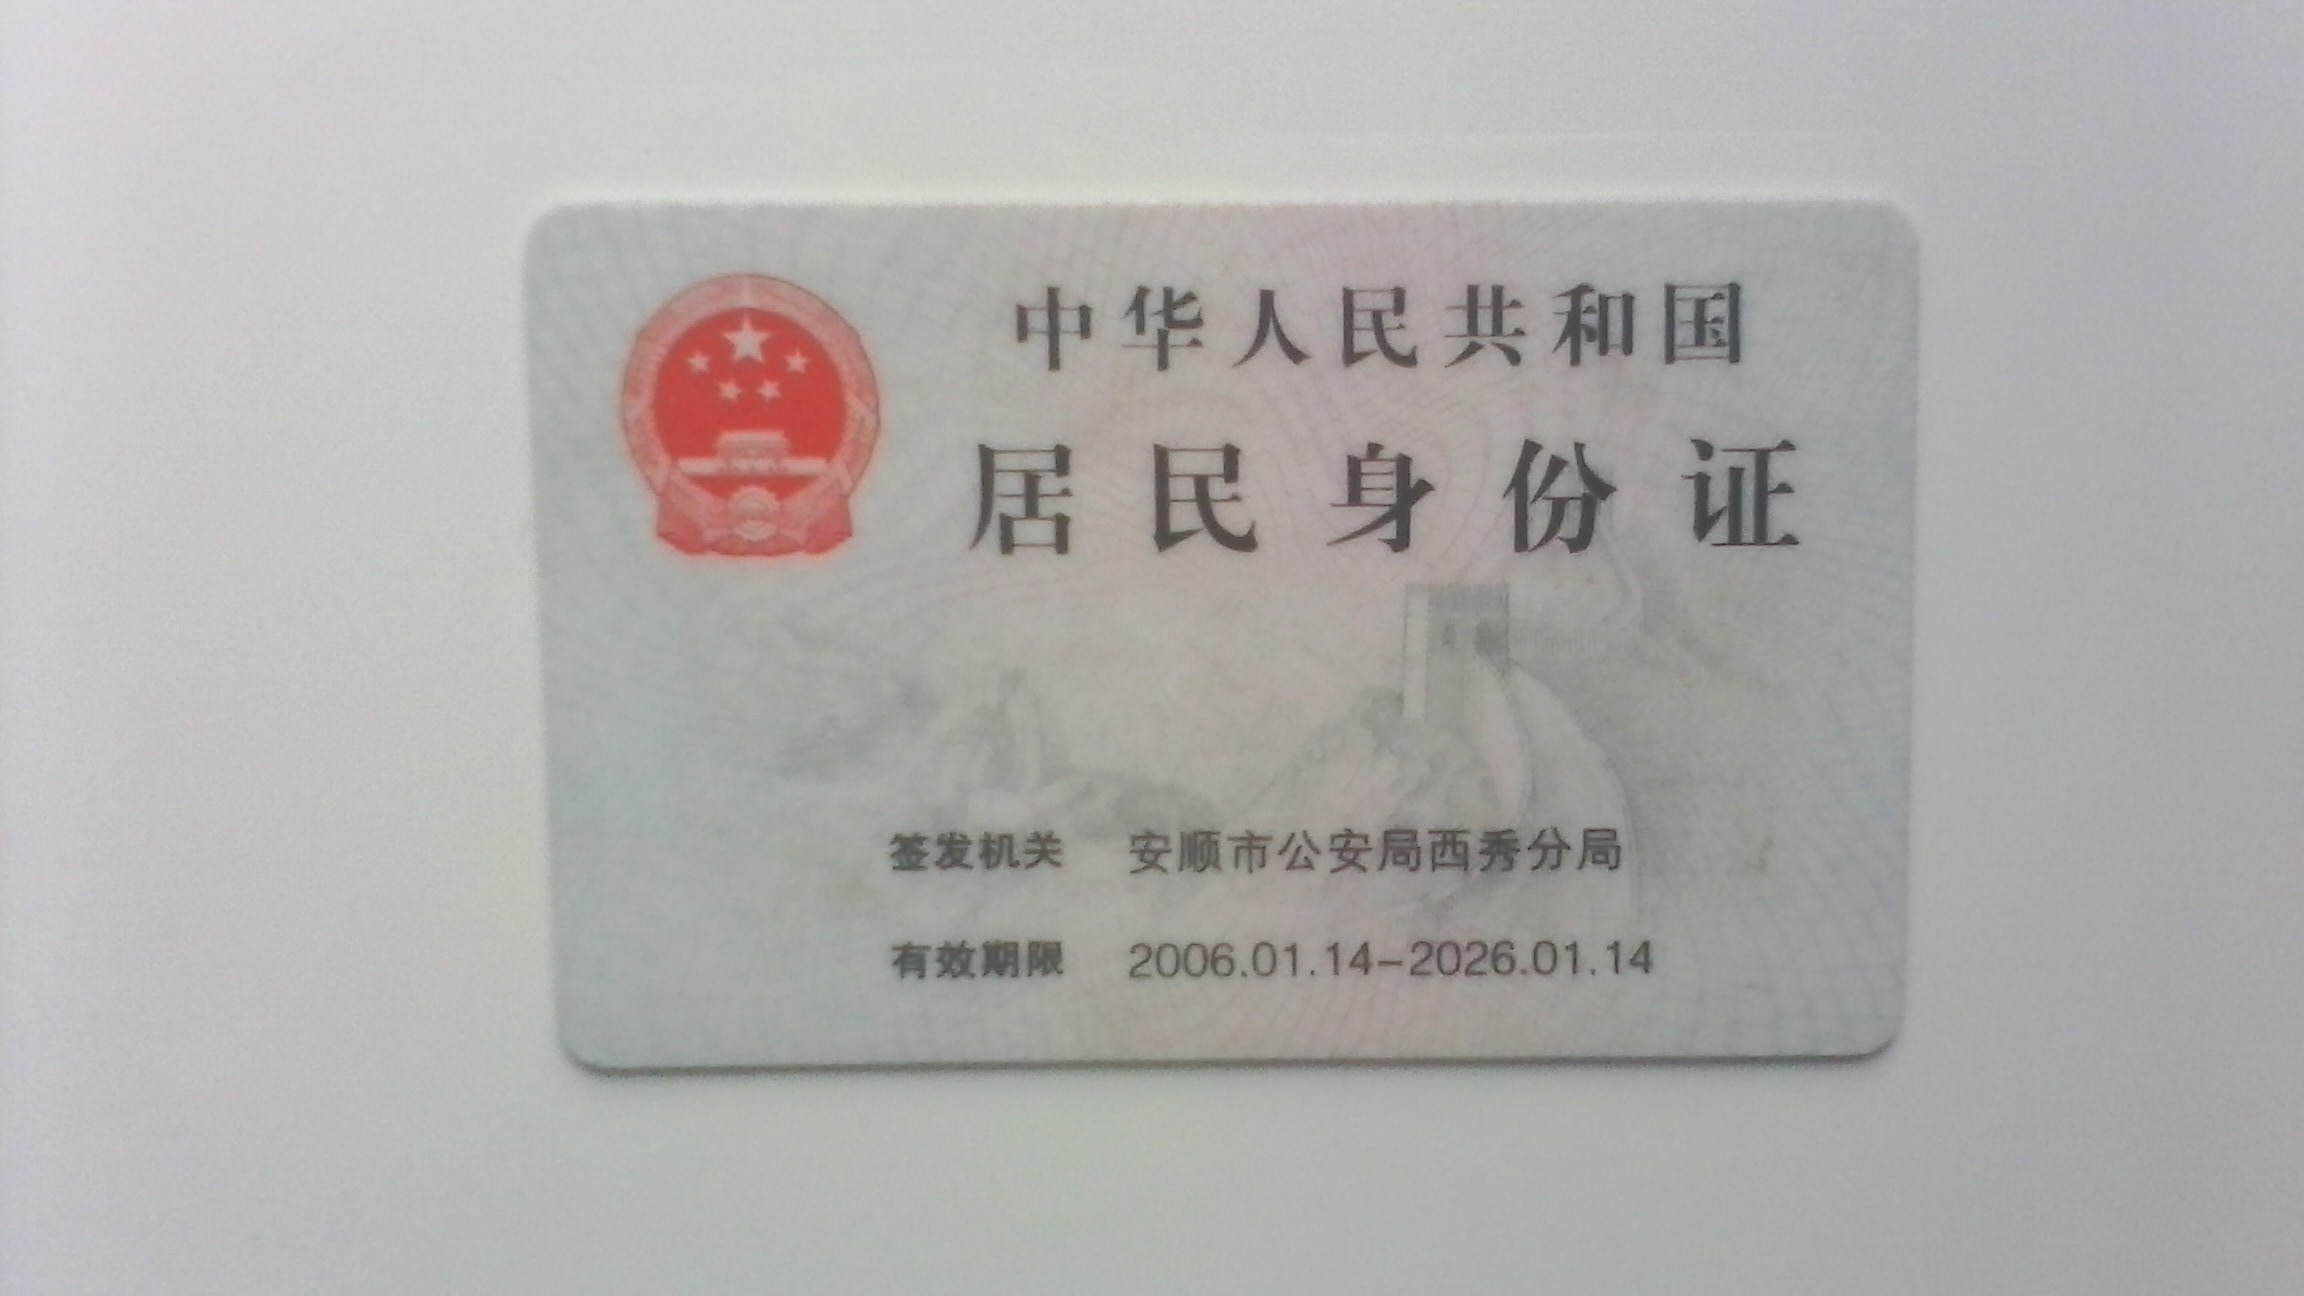 中华人民共和国
居民身份证
签发机关 安顺市公安局西秀分局
有效期限 2006.01.14-2026.01.14